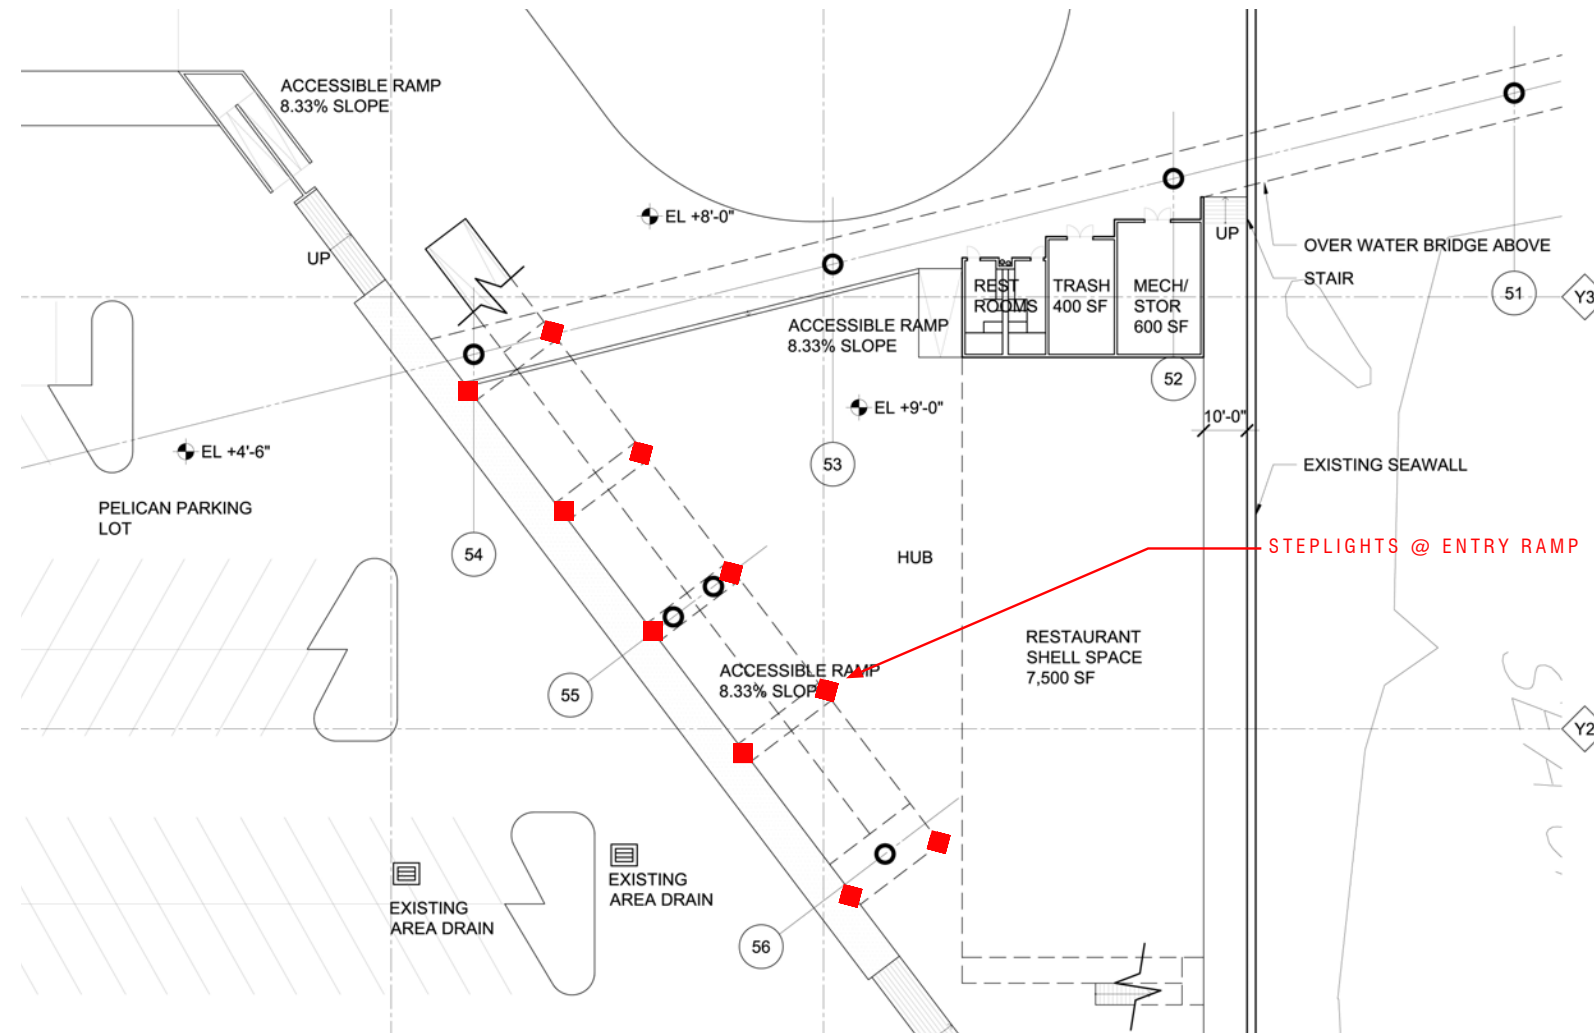 ACCESSIBLE RAMP
8.33% SLOPE
EL +8'-0"
UP
UP
OVER WATER BRIDGE ABOVE
STAIR
51
Y3
REST
ROOMS
TRASH
400 SF
MECH/
STOR
600 SF
ACCESSIBLE RAMP
8.33% SLOPE
52
EL +9'-0"
10'-0"
EL +4'-6"
53
EXISTING SEAWALL
PELICAN PARKING
LOT
54
HUB
STEPLIGHTS @ ENTRY RAMP
RESTAURANT
SHELL SPACE
7,500 SF
ACCESSIBLE RAMP
8.33% SLOP
55
Y2
EXISTING
AREA DRAIN
EXISTING
AREA DRAIN
56